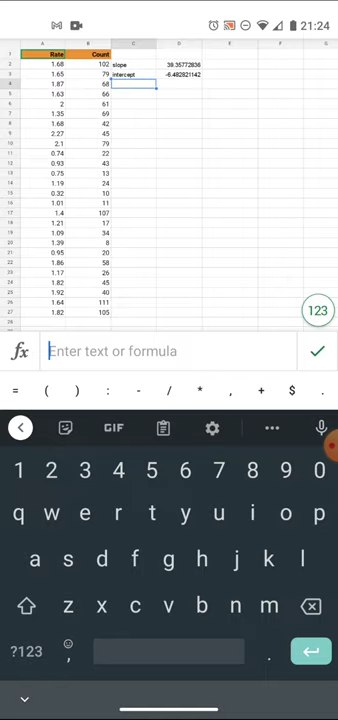 21:24
A B C D E F G
1 Rate Count
2 1.68 102 slope 39.35772836
3 1.65 79 intercept -6.482821142
4 1.87 68
5 1.63 66
6 2 61
7 1.35 69
8 1.68 42
9 2.27 45
10 2.1 79
11 0.74 22
12 0.93 43
13 0.75 13
14 1.19 24
15 0.32 10
16 1.01 11
17 1.4 107
18 1.21 17
19 1.09 34
20 1.39 8
21 0.95 20
22 1.86 58
23 1.17 26
24 1.82 45
25 1.92 40
26 1.64 111
27 1.82 105
28
123
fx Enter text or formula
= ( ) : - / * , + $ .
GIF
1 2 3 4 5 6 7 8 9 0
q w e r t y u i o p
a s d f g h j k l
z x c v b n m
?123 , .